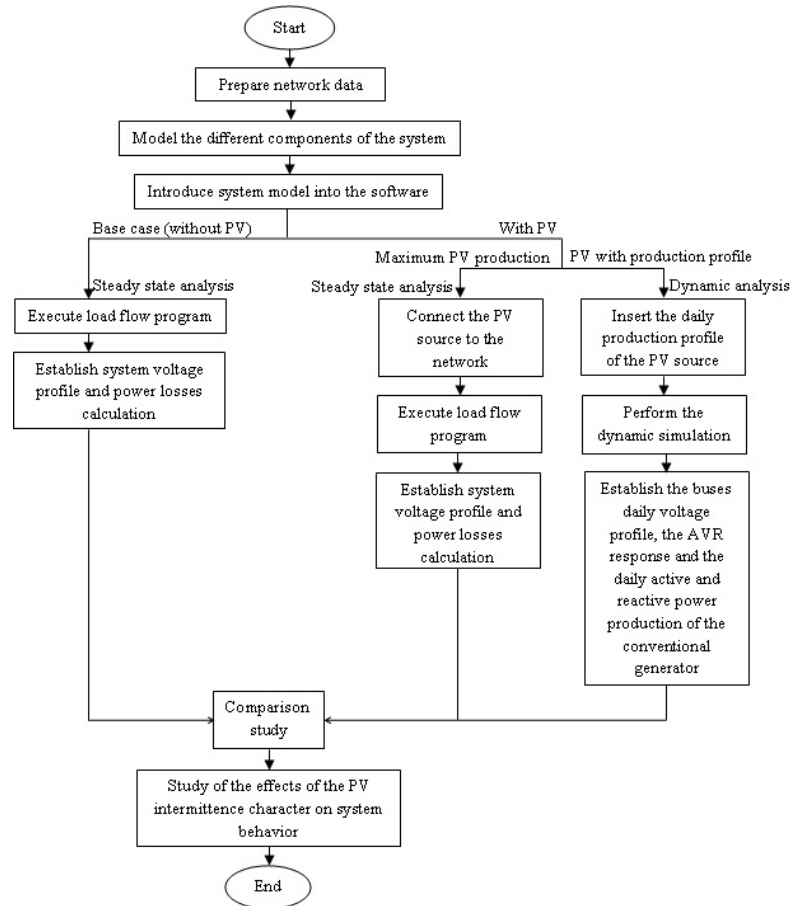 Start
Prepare network data
Model the different components of the system
Introduce system model into the software
Base case (without PV)
With PV
Maximum PV production
PV with production profile
Steady state analysis
Steady state analysis
Dynamic analysis
Execute load flow program
Establish system voltage
profile and power losses
calculation
Connect the PV
source to the
network
Execute load flow
program
Establish system
voltage profile and
power losses
calculation
Insert the daily
production profile
of the PV source
Perform the
dynamic simulation
Establish the buses
daily voltage
profile, the AVR
response and the
daily active and
reactive power
production of the
conventional
generator
Comparison
study
Study of the effects of the PV
intermittence character on system
behavior
End